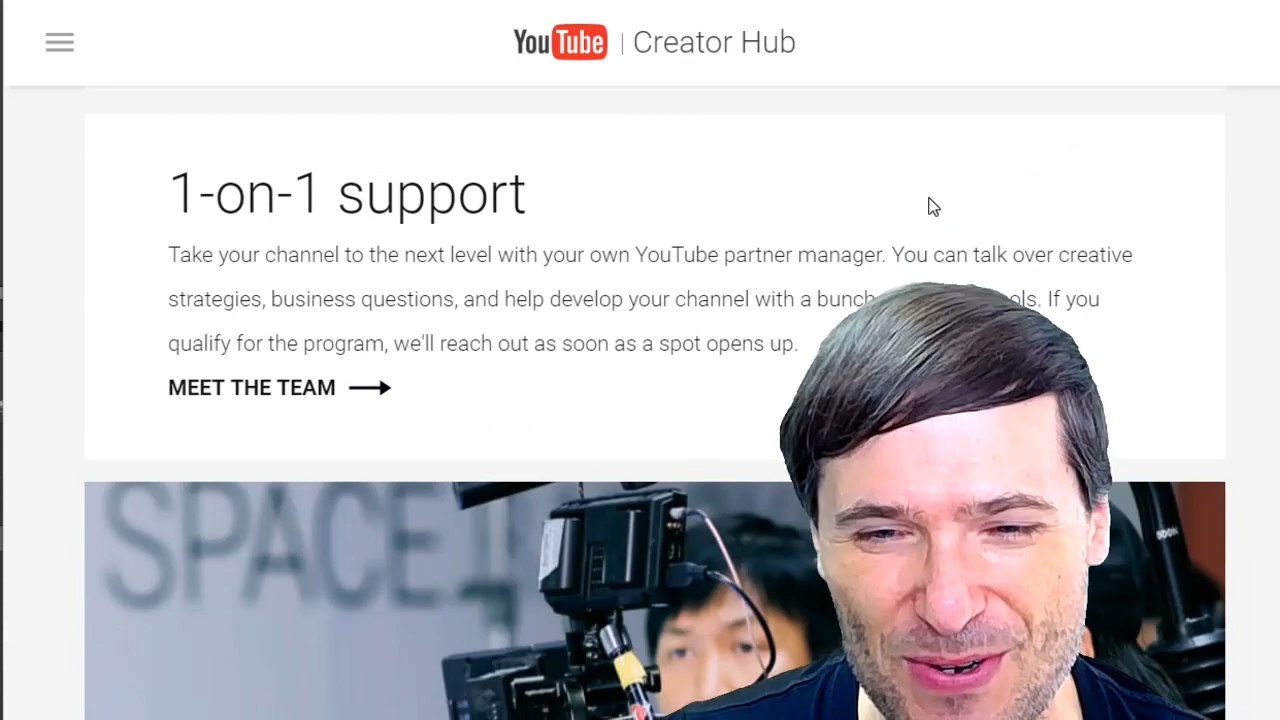 YouTube | Creator Hub
1-on-1 support
Take your channel to the next level with your own YouTube partner manager. You can talk over creative
strategies, business questions, and help develop your channel with a bunch ols. If you
qualify for the program, we'll reach out as soon as a spot opens up.
MEET THE TEAM
SPACE